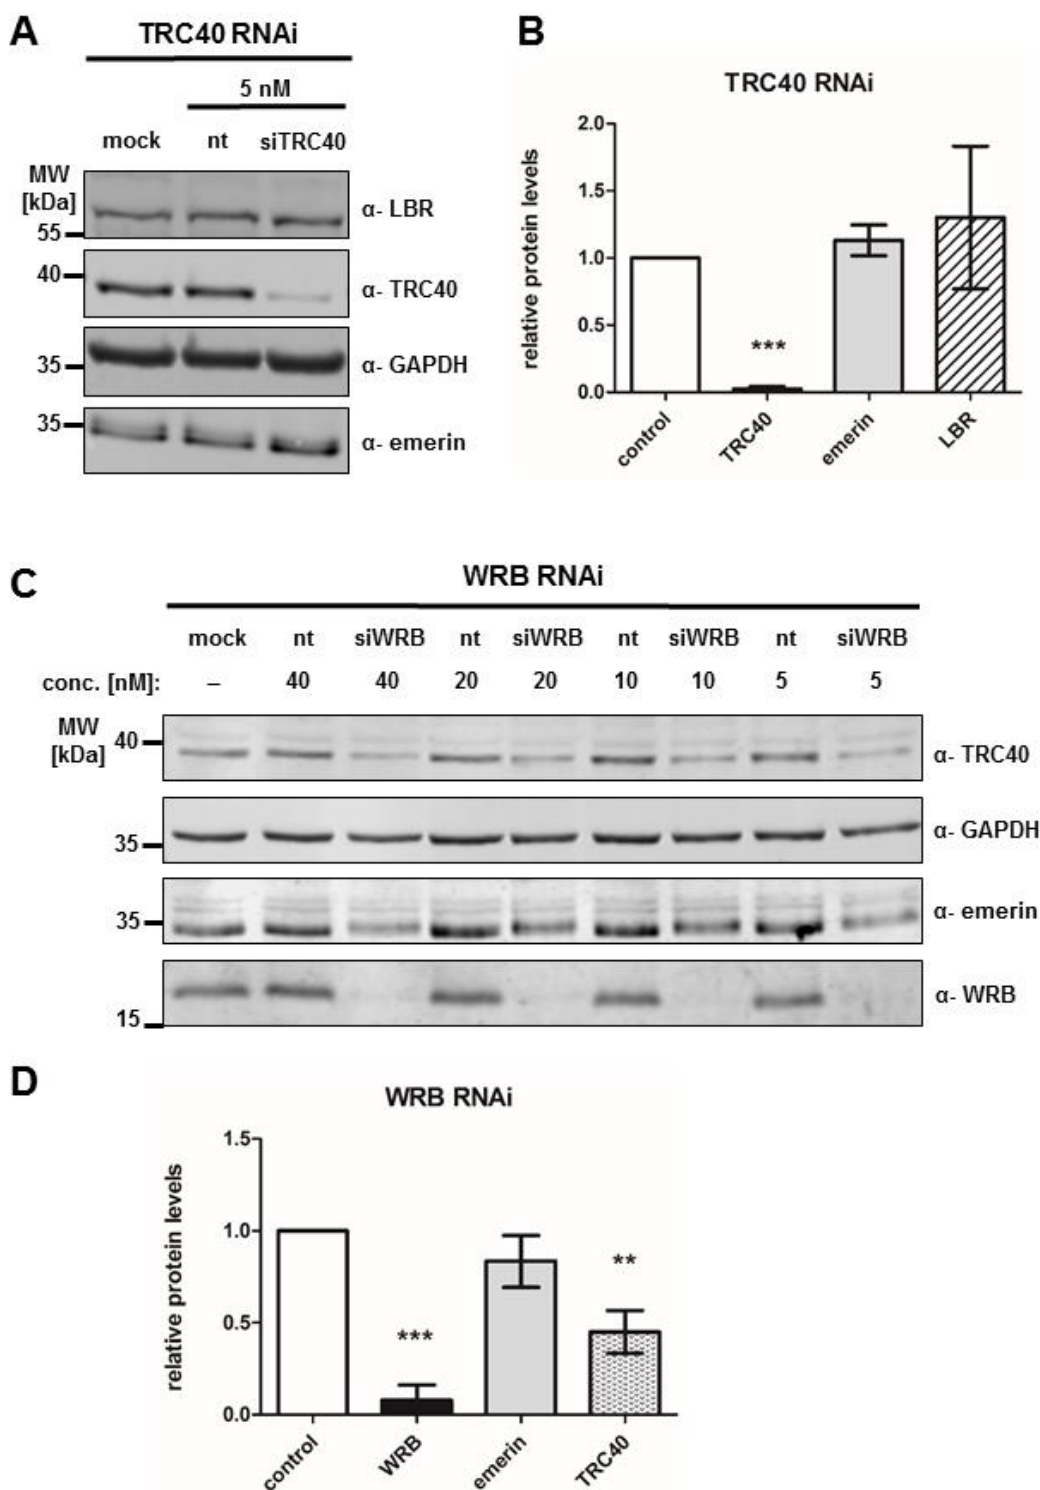 A
TRC40 RNAi
5 nM
mock nt siTRC40
MW
[kDa]
α- LBR
55
40
α- TRC40
35
α- GAPDH
35
α- emerin
B
TRC40 RNAi
relative protein levels
2.0
1.5
1.0
0.5
0.0
***
control TRC40 emerin LBR
C
WRB RNAi
mock nt siWRB nt siWRB nt siWRB nt siWRB
conc. [nM]: – 40 40 20 20 10 10 5 5
MW
[kDa]
40
α- TRC40
35
α- GAPDH
35
α- emerin
15
α- WRB
D
WRB RNAi
relative protein levels
1.5
1.0
0.5
0.0
***
**
control WRB emerin TRC40